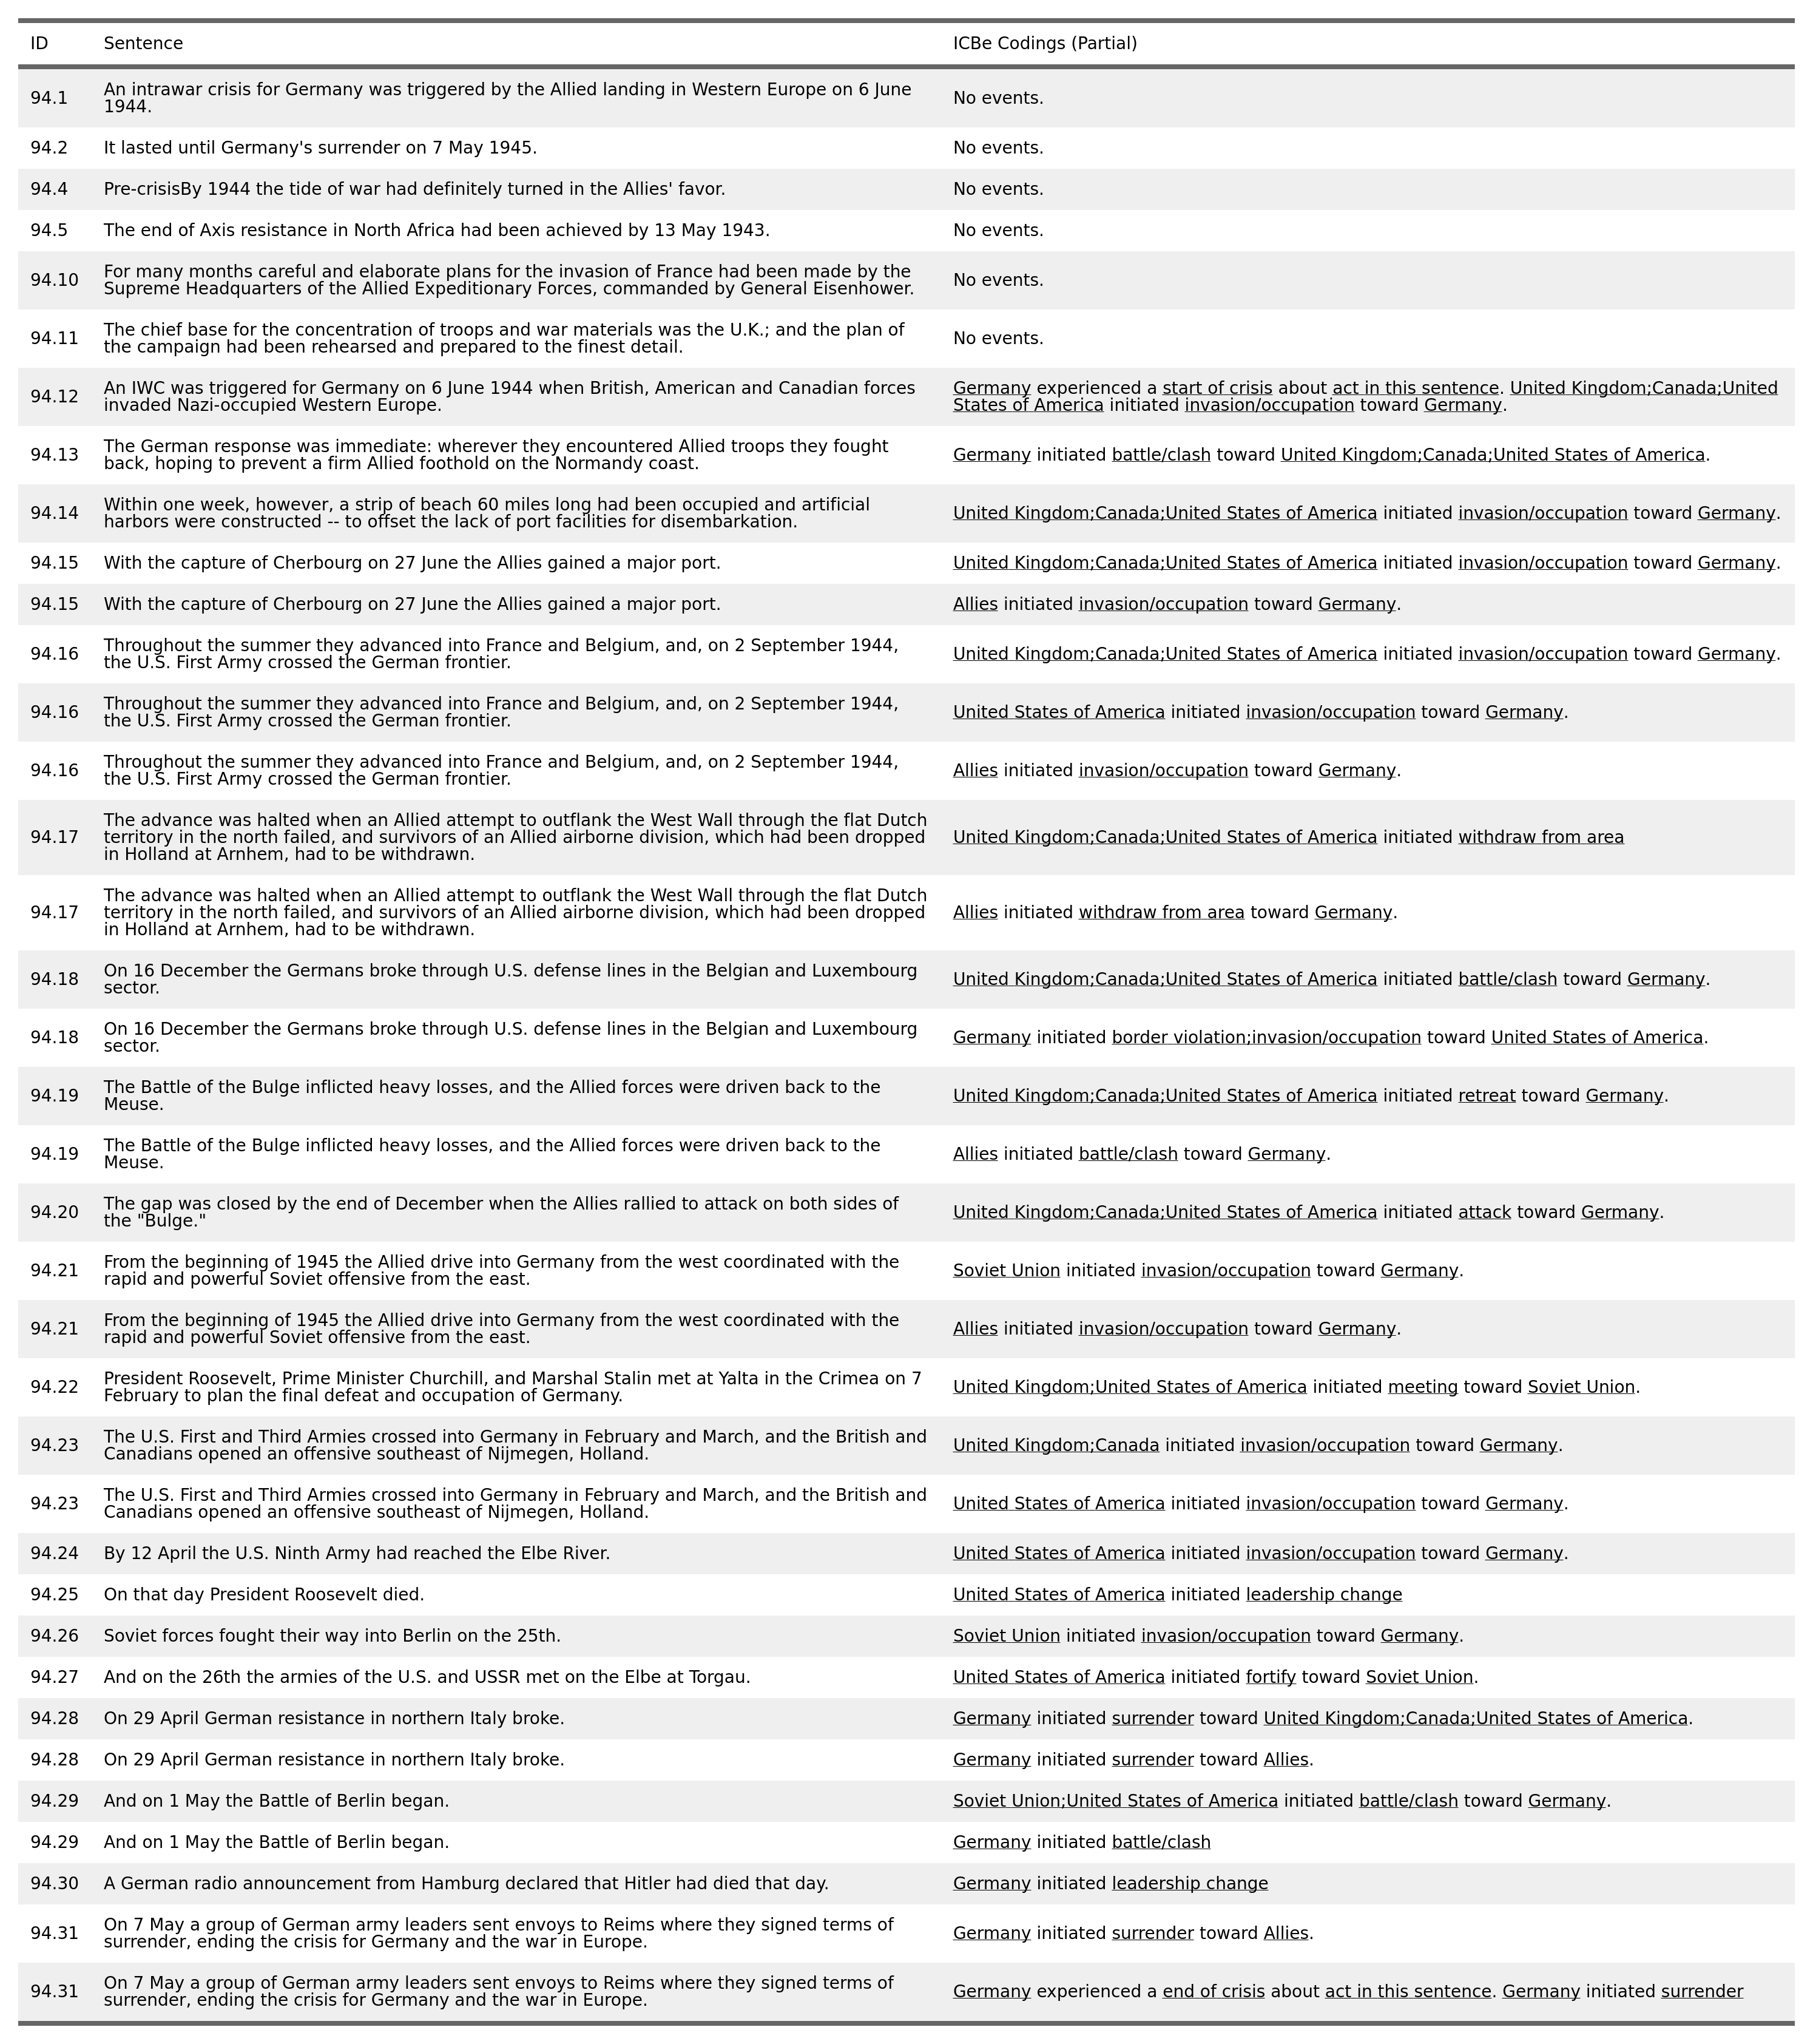 ID Sentence ICBe Codings (Partial)
94.1 An intrawar crisis for Germany was triggered by the Allied landing in Western Europe on 6 June
1944. No events.
94.2 It lasted until Germany's surrender on 7 May 1945. No events.
94.4 Pre-crisisBy 1944 the tide of war had definitely turned in the Allies' favor. No events.
94.5 The end of Axis resistance in North Africa had been achieved by 13 May 1943. No events.
94.10 For many months careful and elaborate plans for the invasion of France had been made by the
Supreme Headquarters of the Allied Expeditionary Forces, commanded by General Eisenhower. No events.
94.11 The chief base for the concentration of troops and war materials was the U.K.; and the plan of
the campaign had been rehearsed and prepared to the finest detail. No events.
94.12 An IWC was triggered for Germany on 6 June 1944 when British, American and Canadian forces
invaded Nazi-occupied Western Europe.
Germany experienced a start of crisis about act in this sentence. United Kingdom;Canada;United
States of America initiated invasion/occupation toward Germany.
94.13 The German response was immediate: wherever they encountered Allied troops they fought
back, hoping to prevent a firm Allied foothold on the Normandy coast.
Germany initiated battle/clash toward United Kingdom;Canada;United States of America.
94.14 Within one week, however, a strip of beach 60 miles long had been occupied and artificial
harbors were constructed -- to offset the lack of port facilities for disembarkation.
United Kingdom;Canada;United States of America initiated invasion/occupation toward Germany.
94.15 With the capture of Cherbourg on 27 June the Allies gained a major port. United Kingdom;Canada;United States of America initiated invasion/occupation toward Germany.
94.15 With the capture of Cherbourg on 27 June the Allies gained a major port. Allies initiated invasion/occupation toward Germany.
94.16 Throughout the summer they advanced into France and Belgium, and, on 2 September 1944,
the U.S. First Army crossed the German frontier.
United Kingdom;Canada;United States of America initiated invasion/occupation toward Germany.
94.16 Throughout the summer they advanced into France and Belgium, and, on 2 September 1944,
the U.S. First Army crossed the German frontier.
United States of America initiated invasion/occupation toward Germany.
94.16 Throughout the summer they advanced into France and Belgium, and, on 2 September 1944,
the U.S. First Army crossed the German frontier.
Allies initiated invasion/occupation toward Germany.
94.17 The advance was halted when an Allied attempt to outflank the West Wall through the flat Dutch
territory in the north failed, and survivors of an Allied airborne division, which had been dropped
in Holland at Arnhem, had to be withdrawn.
United Kingdom;Canada;United States of America initiated withdraw from area
94.17 The advance was halted when an Allied attempt to outflank the West Wall through the flat Dutch
territory in the north failed, and survivors of an Allied airborne division, which had been dropped
in Holland at Arnhem, had to be withdrawn.
Allies initiated withdraw from area toward Germany.
94.18 On 16 December the Germans broke through U.S. defense lines in the Belgian and Luxembourg
sector.
United Kingdom;Canada;United States of America initiated battle/clash toward Germany.
94.18 On 16 December the Germans broke through U.S. defense lines in the Belgian and Luxembourg
sector.
Germany initiated border violation;invasion/occupation toward United States of America.
94.19 The Battle of the Bulge inflicted heavy losses, and the Allied forces were driven back to the
Meuse.
United Kingdom;Canada;United States of America initiated retreat toward Germany.
94.19 The Battle of the Bulge inflicted heavy losses, and the Allied forces were driven back to the
Meuse.
Allies initiated battle/clash toward Germany.
94.20 The gap was closed by the end of December when the Allies rallied to attack on both sides of
the "Bulge."
United Kingdom;Canada;United States of America initiated attack toward Germany.
94.21 From the beginning of 1945 the Allied drive into Germany from the west coordinated with the
rapid and powerful Soviet offensive from the east.
Soviet Union initiated invasion/occupation toward Germany.
94.21 From the beginning of 1945 the Allied drive into Germany from the west coordinated with the
rapid and powerful Soviet offensive from the east.
Allies initiated invasion/occupation toward Germany.
94.22 President Roosevelt, Prime Minister Churchill, and Marshal Stalin met at Yalta in the Crimea on 7
February to plan the final defeat and occupation of Germany.
United Kingdom;United States of America initiated meeting toward Soviet Union.
94.23 The U.S. First and Third Armies crossed into Germany in February and March, and the British and
Canadians opened an offensive southeast of Nijmegen, Holland.
United Kingdom;Canada initiated invasion/occupation toward Germany.
94.23 The U.S. First and Third Armies crossed into Germany in February and March, and the British and
Canadians opened an offensive southeast of Nijmegen, Holland.
United States of America initiated invasion/occupation toward Germany.
94.24 By 12 April the U.S. Ninth Army had reached the Elbe River. United States of America initiated invasion/occupation toward Germany.
94.25 On that day President Roosevelt died. United States of America initiated leadership change
94.26 Soviet forces fought their way into Berlin on the 25th. Soviet Union initiated invasion/occupation toward Germany.
94.27 And on the 26th the armies of the U.S. and USSR met on the Elbe at Torgau. United States of America initiated fortify toward Soviet Union.
94.28 On 29 April German resistance in northern Italy broke. Germany initiated surrender toward United Kingdom;Canada;United States of America.
94.28 On 29 April German resistance in northern Italy broke. Germany initiated surrender toward Allies.
94.29 And on 1 May the Battle of Berlin began. Soviet Union;United States of America initiated battle/clash toward Germany.
94.29 And on 1 May the Battle of Berlin began. Germany initiated battle/clash
94.30 A German radio announcement from Hamburg declared that Hitler had died that day. Germany initiated leadership change
94.31 On 7 May a group of German army leaders sent envoys to Reims where they signed terms of
surrender, ending the crisis for Germany and the war in Europe.
Germany initiated surrender toward Allies.
94.31 On 7 May a group of German army leaders sent envoys to Reims where they signed terms of
surrender, ending the crisis for Germany and the war in Europe.
Germany experienced a end of crisis about act in this sentence. Germany initiated surrender